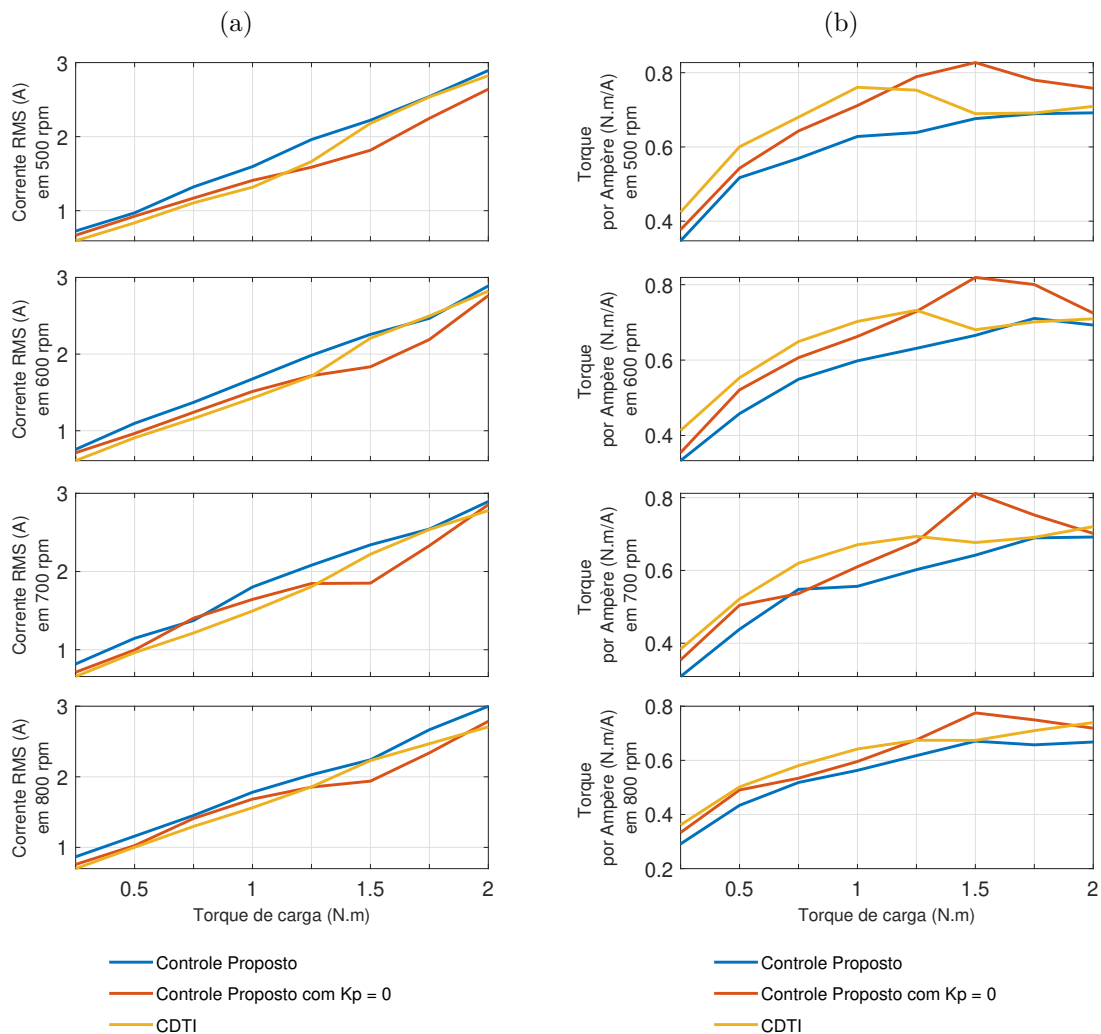 (a)
(b)
Corrente RMS (A)
em 500 rpm
3
2
1
Torque
por Ampère (N.m/A)
em 500 rpm
0.8
0.6
0.4
Corrente RMS (A)
em 600 rpm
3
2
1
Torque
por Ampère (N.m/A)
em 600 rpm
0.8
0.6
0.4
Corrente RMS (A)
em 700 rpm
3
2
1
Torque
por Ampère (N.m/A)
em 700 rpm
0.8
0.6
0.4
Corrente RMS (A)
em 800 rpm
3
2
1
0.5 1 1.5 2
Torque de carga (N.m)
Torque
por Ampère (N.m/A)
em 800 rpm
0.8
0.6
0.4
0.2
0.5 1 1.5 2
Torque de carga (N.m)
Controle Proposto
Controle Proposto com Kp = 0
CDTI
Controle Proposto
Controle Proposto com Kp = 0
CDTI